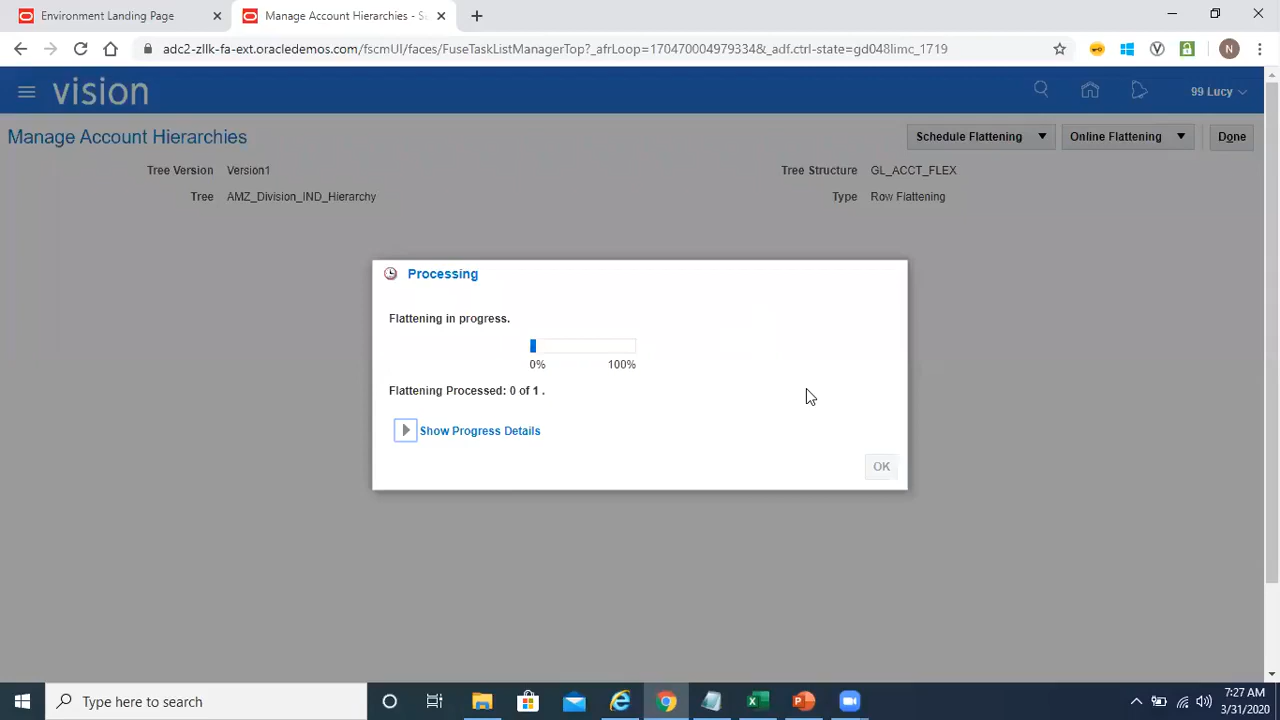 Environment Landing Page
Manage Account Hierarchies - S
adc2-zllk-fa-ext.oracledemos.com/fscmUI/faces/FuseTaskListManagerTop?_afrLoop=1704700049793​34&_adf.ctrl-state=gd048limc_1719
N
vision
99 Lucy
Manage Account Hierarchies
Schedule Flattening
Online Flattening
Done
Tree Version Version1
Tree Structure GL_ACCT_FLEX
Tree AMZ_Division_IND_Hierarchy
Type Row Flattening
Processing
Flattening in progress.
0% 100%
Flattening Processed: 0 of 1 .
Show Progress Details
OK
Type here to search
7:27 AM
3/31/2020